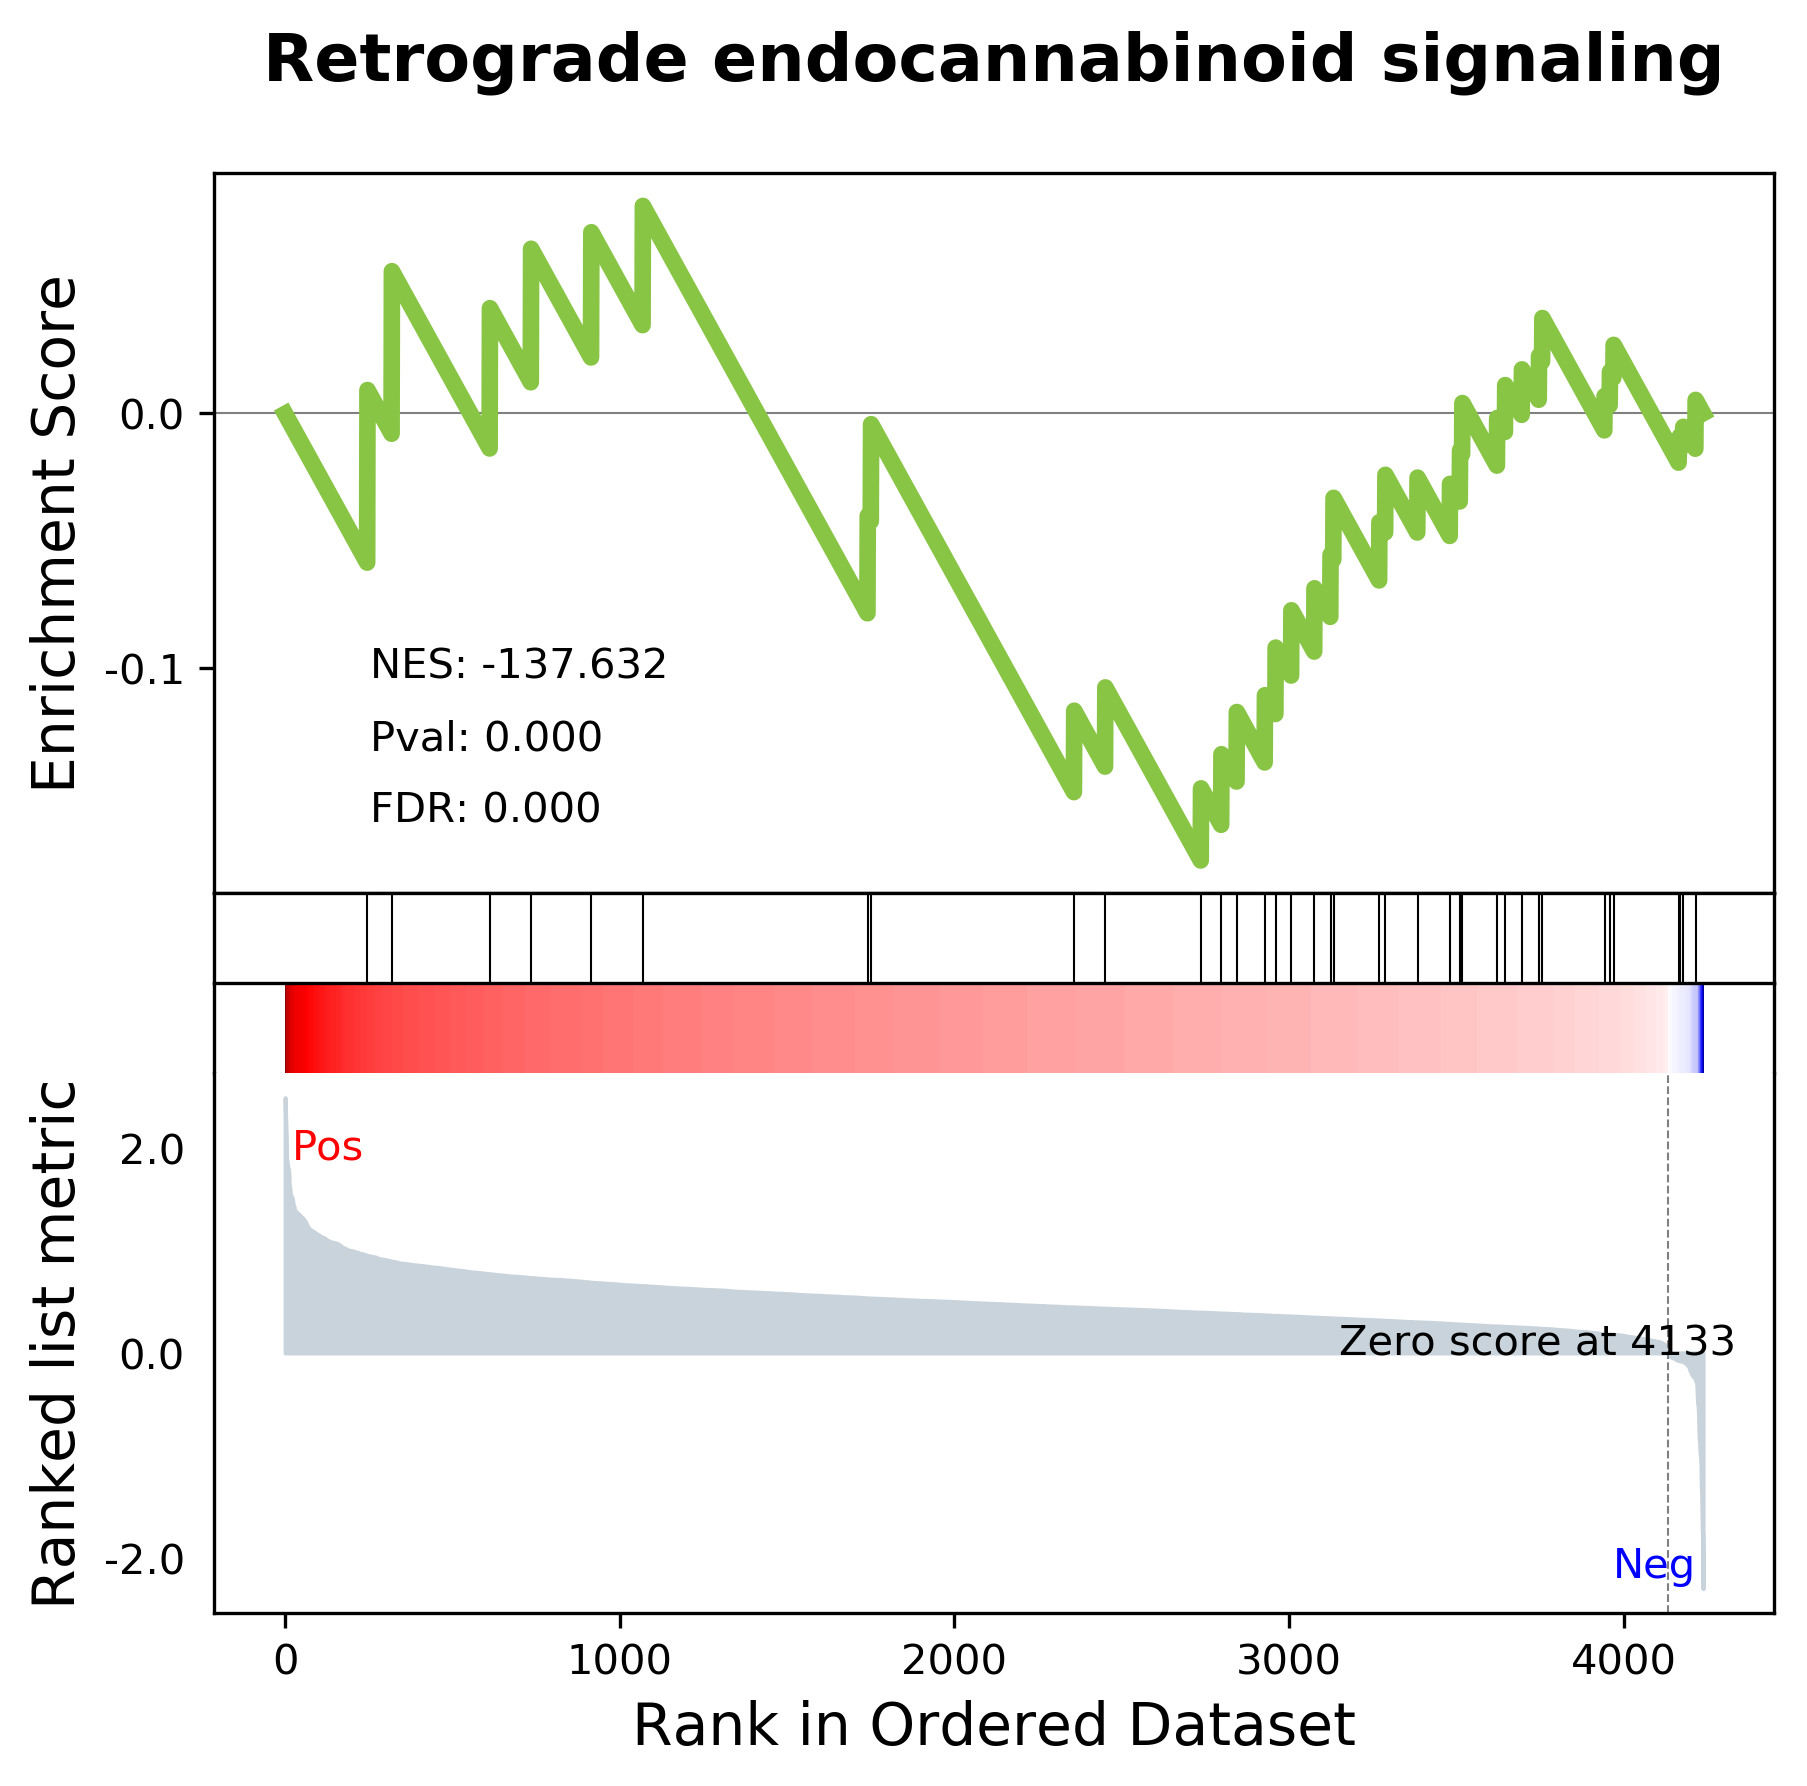 Retrograde endocannabinoid signaling
Enrichment Score
0.0
-0.1
NES: -137.632
Pval: 0.000
FDR: 0.000
Ranked list metric
2.0
0.0
-2.0
Pos
Zero score at 4133
Neg
0 1000 2000 3000 4000
Rank in Ordered Dataset